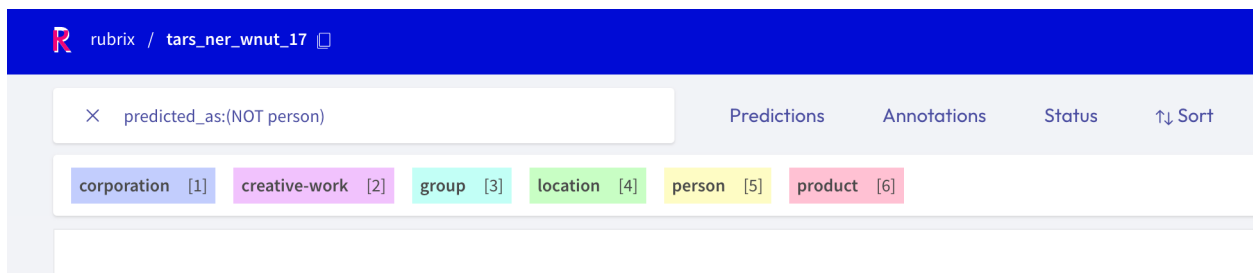 R rubrix / tars_ner_wnut_17
predicted_as:(NOT person) Predictions Annotations Status Sort
corporation [1] creative-work [2] group [3] location [4] person [5] product [6]